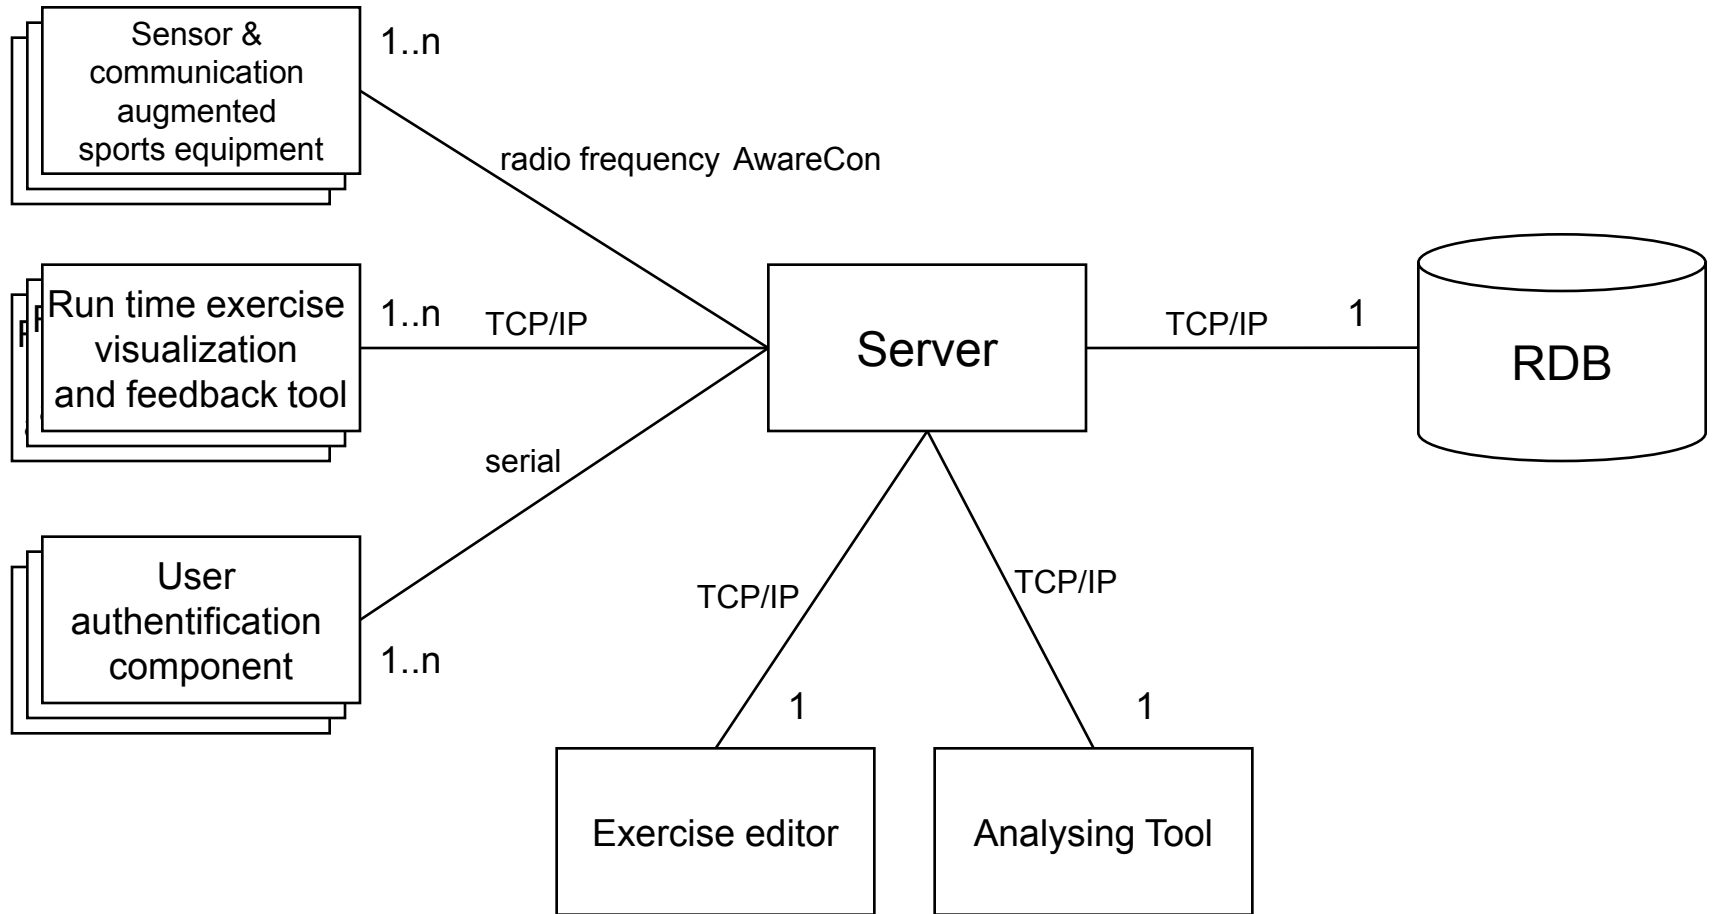 Sensor &
communication
augmented
sports equipment
1..n
radio frequency AwareCon
Run time exercise
visualization
and feedback tool
1..n
TCP/IP
Server
TCP/IP
1
RDB
serial
User
authentification
component
1..n
TCP/IP
TCP/IP
1
1
Exercise editor
Analysing Tool